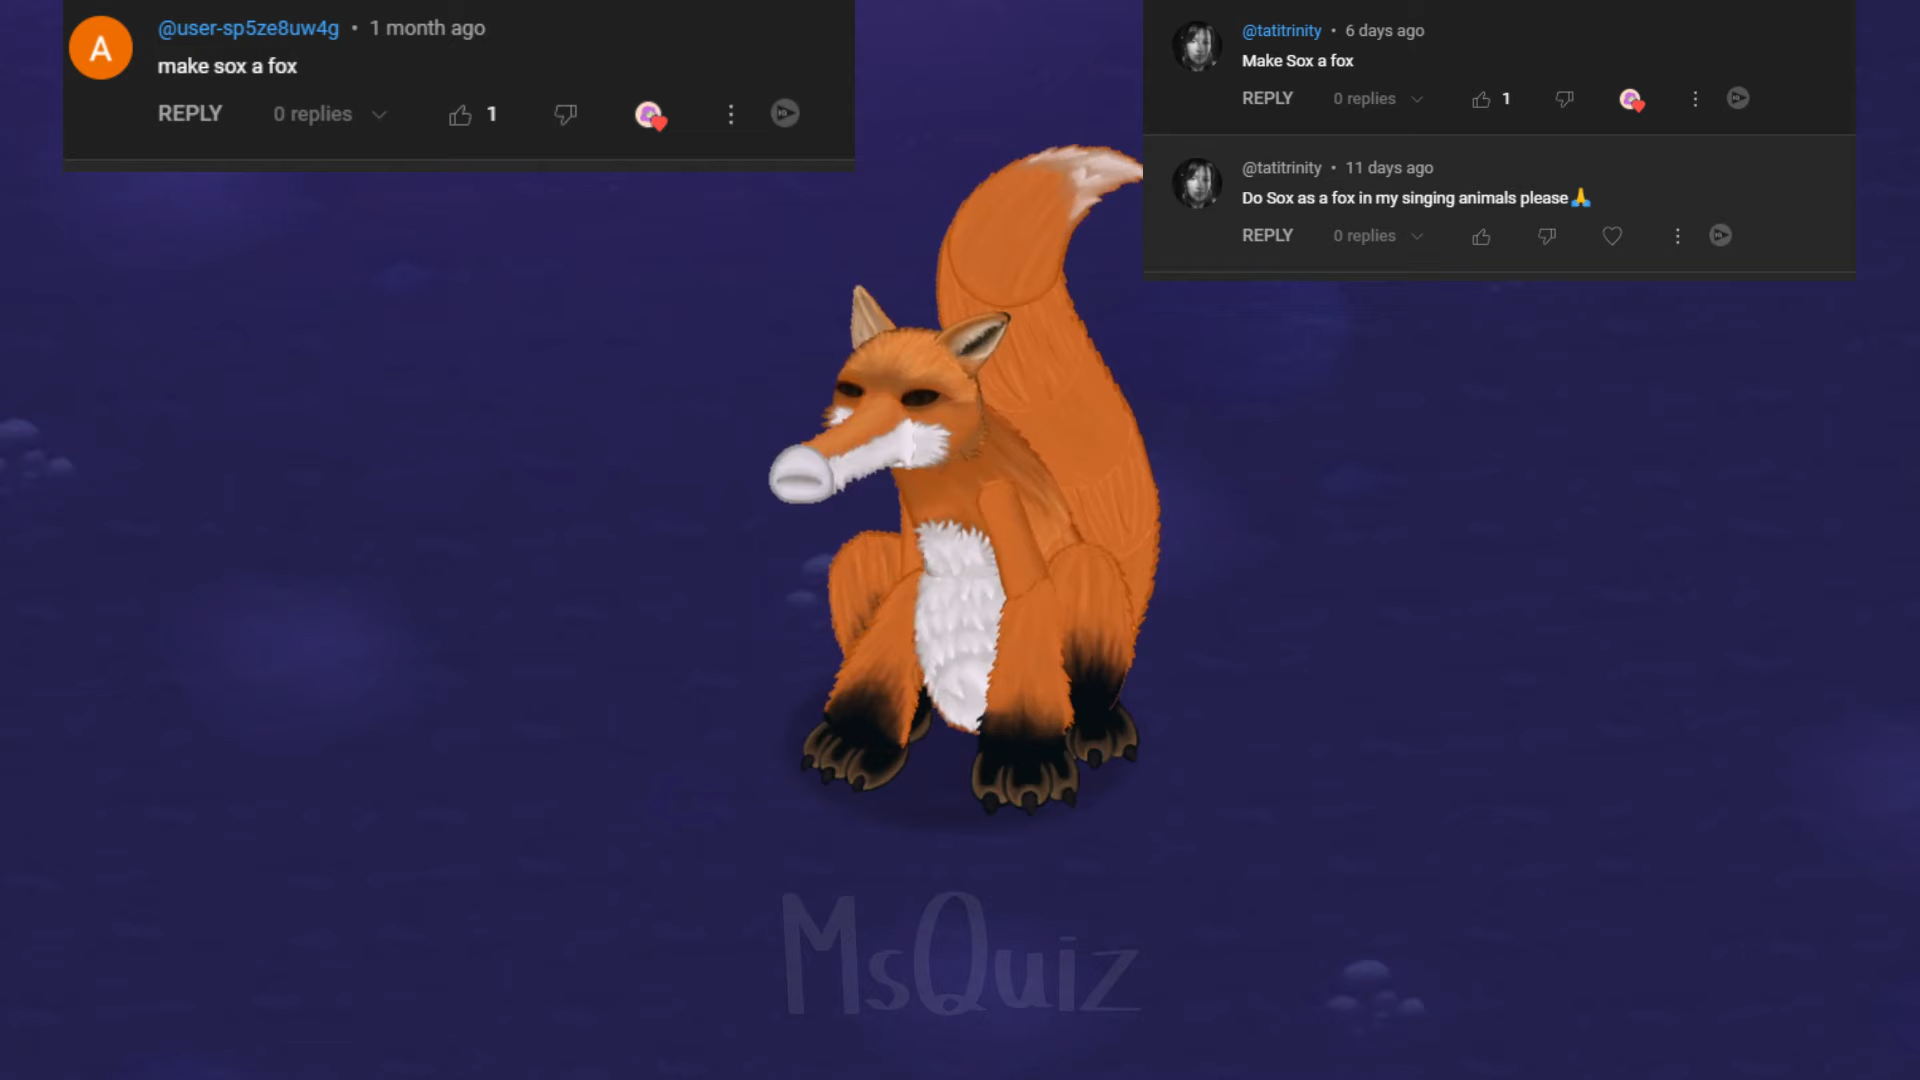 A
@user-sp5ze8uw4g • 1 month ago
make sox a fox
REPLY 0 replies 1
@tatitrinity • 6 days ago
Make Sox a fox
REPLY 0 replies 1
@tatitrinity • 11 days ago
Do Sox as a fox in my singing animals please🙏
REPLY 0 replies
MsQuiz